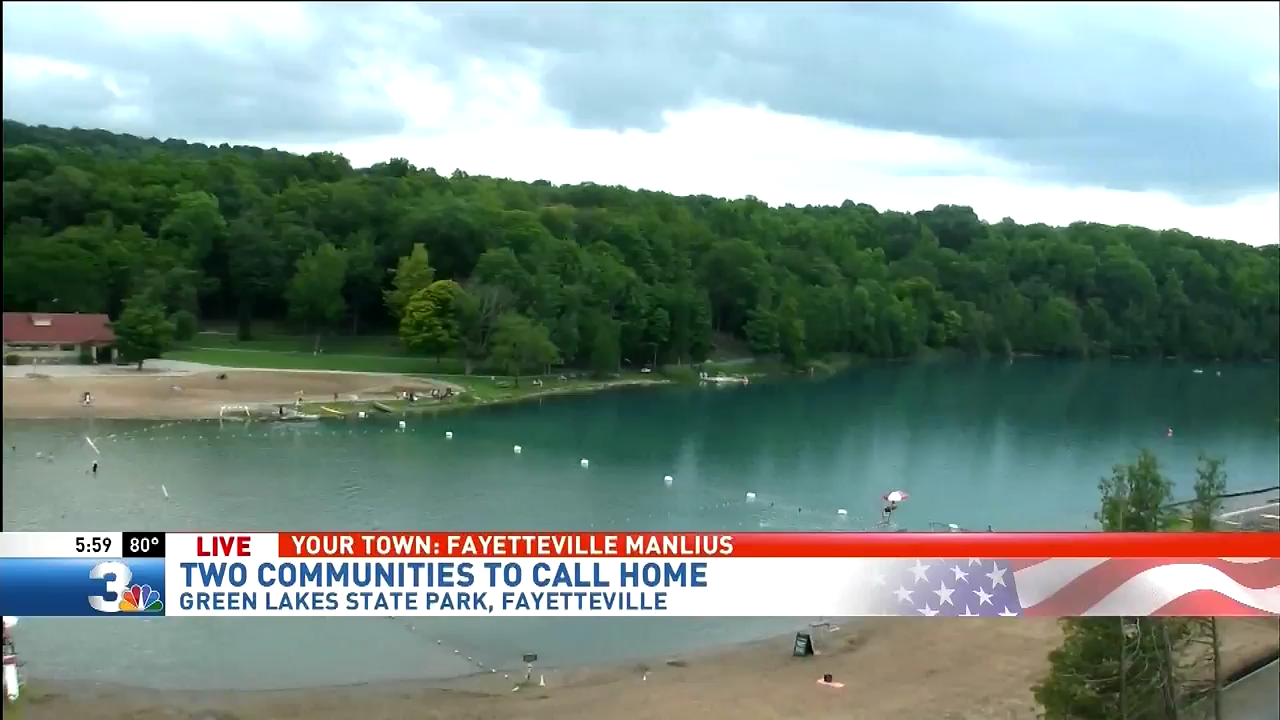 5:59 80° LIVE YOUR TOWN: FAYETTEVILLE MANLIUS
3 TWO COMMUNITIES TO CALL HOME
GREEN LAKES STATE PARK, FAYETTEVILLE